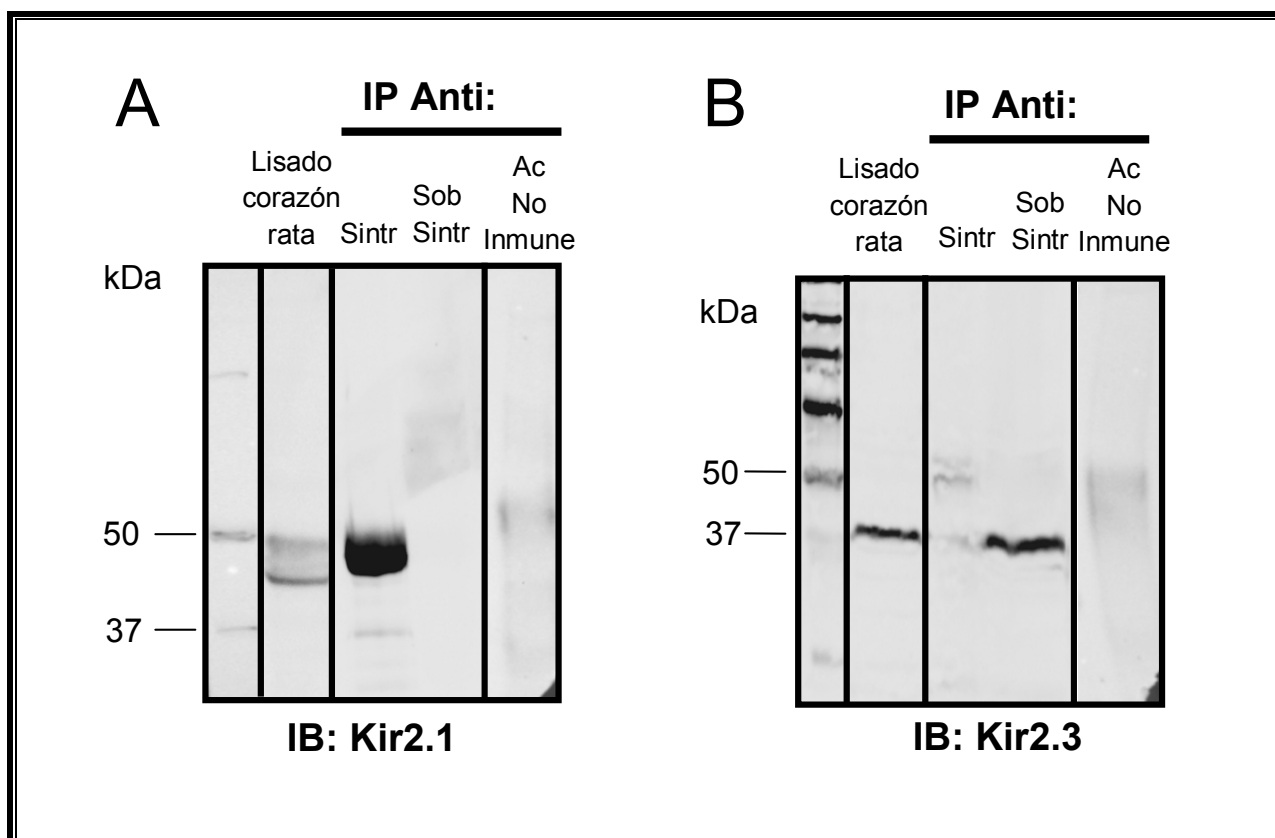 A
IP Anti:
Lisado
corazón
rata
Sintr
Sob
Sintr
Ac
No
Inmune
kDa
50
37
IB: Kir2.1
B
IP Anti:
Lisado
corazón
rata
Sintr
Sob
Sintr
Ac
No
Inmune
kDa
50
37
IB: Kir2.3